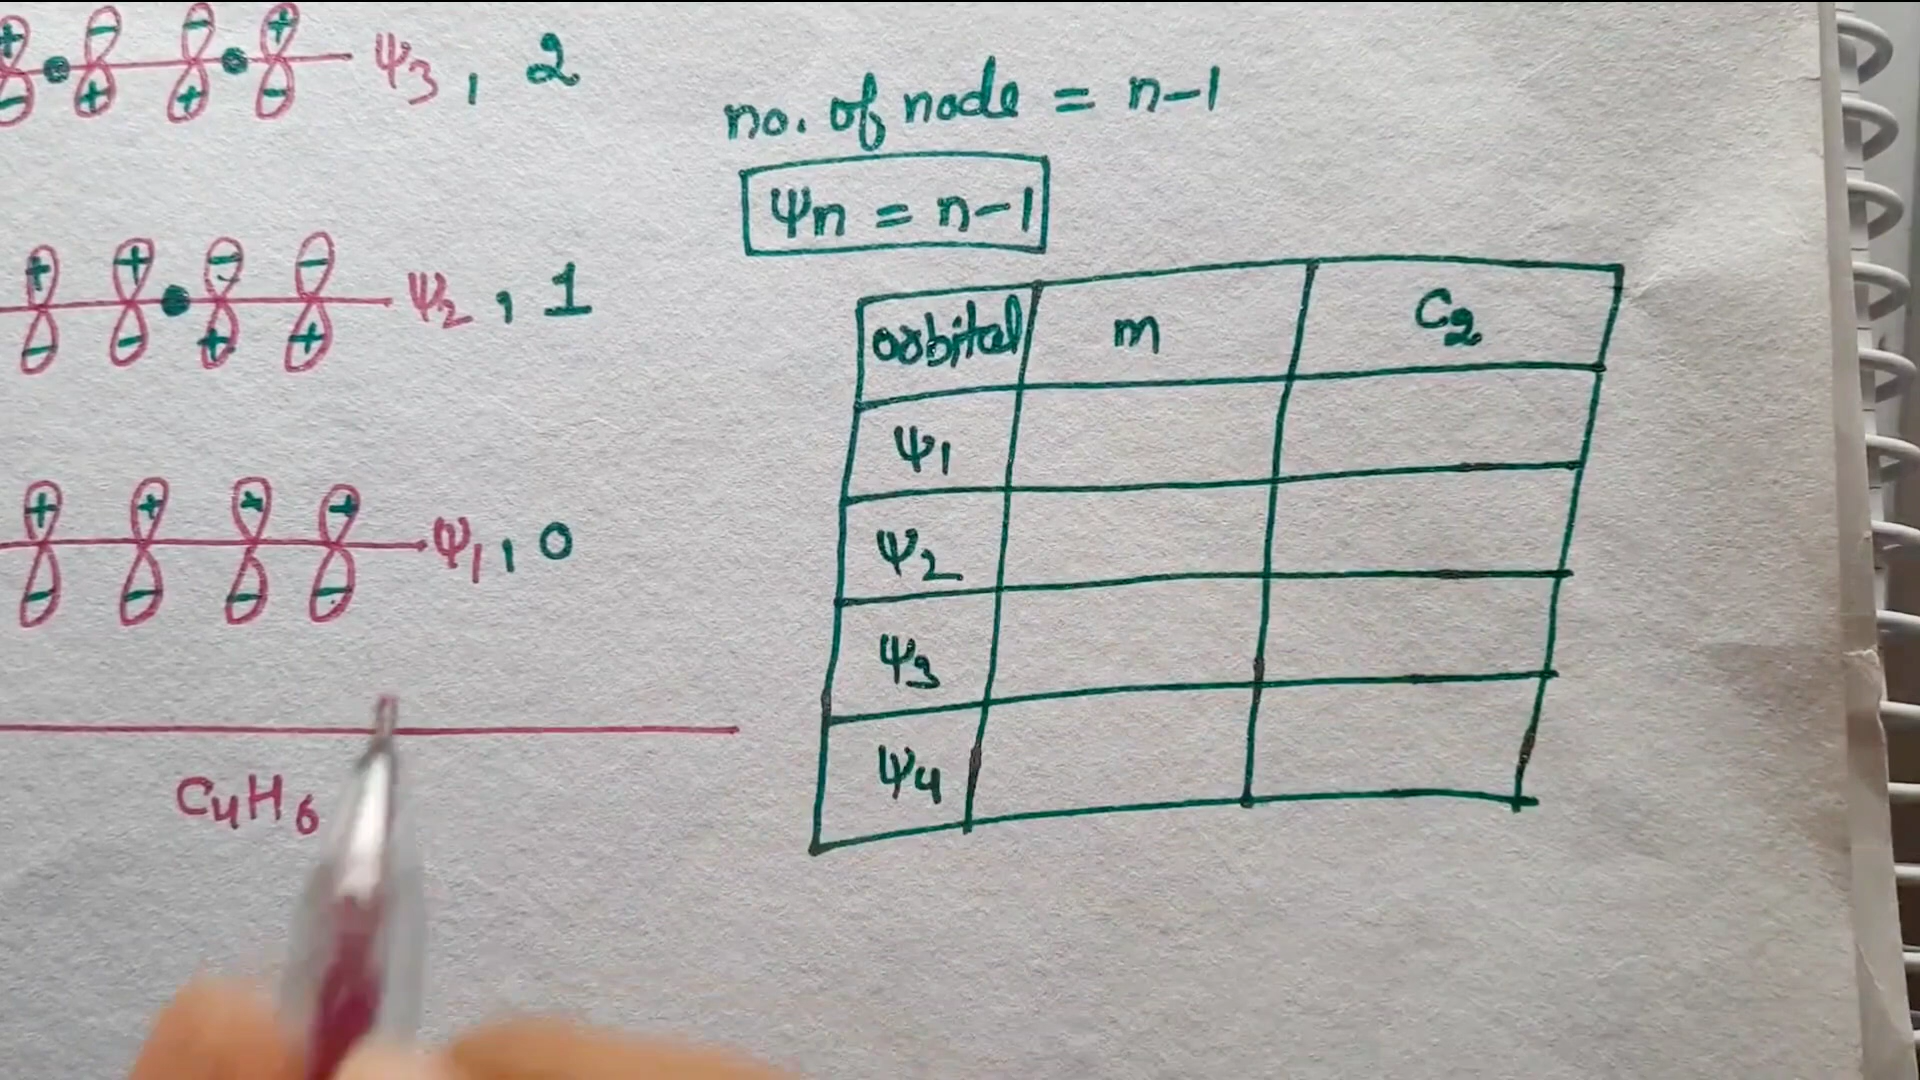 + - - + ψ3, 2
- + + -
+ + - - ψ2, 1
- - + +
+ + + + ψ1, 0
- - - -
C4H6
no. of node = n-1
ψn = n-1
orbital m C2
ψ1
ψ2
ψ3
ψ4